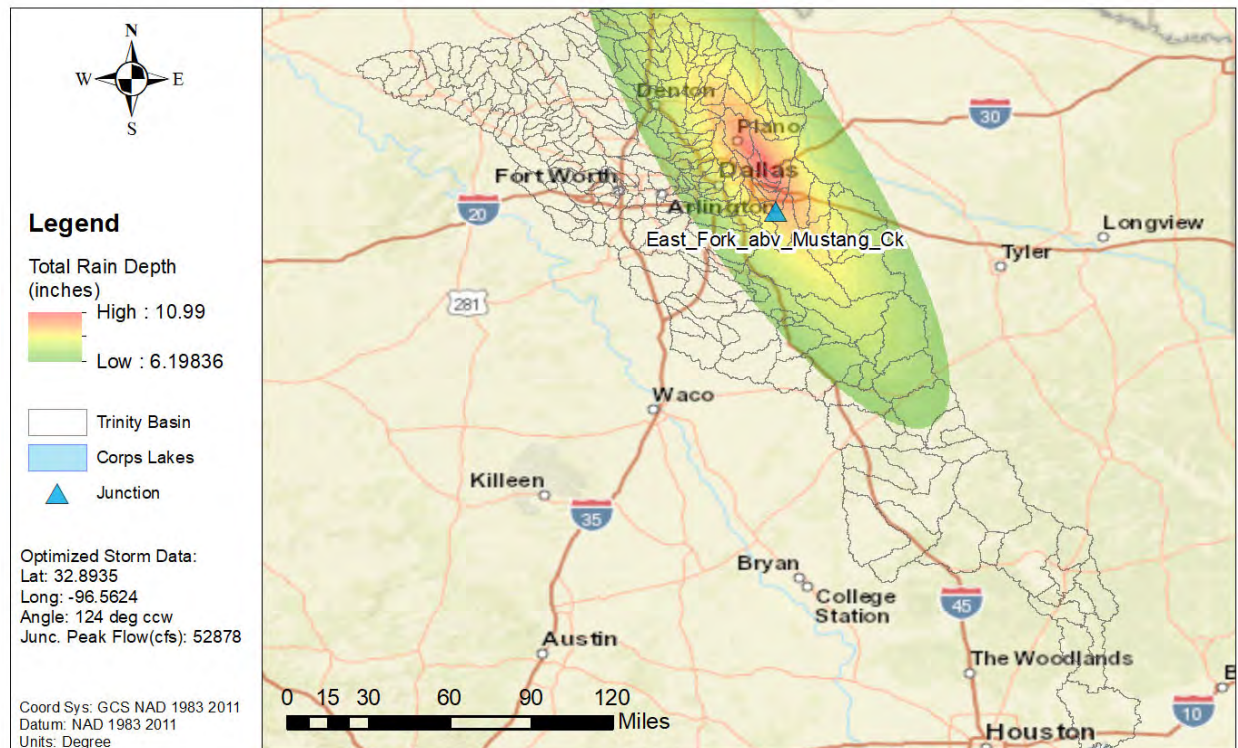 N
W E
S
Legend
Total Rain Depth
(inches)
High : 10.99
Low : 6.19836
Trinity Basin
Corps Lakes
Junction
Optimized Storm Data:
Lat: 32.8935
Long: -96.5624
Angle: 124 deg ccw
Junc. Peak Flow(cfs): 52878
Coord Sys: GCS NAD 1983 2011
Datum: NAD 1983 2011
Units: Degree
Denton
30
Plano
Dallas
Fort Worth
20
Arlington
Longview
East_Fork_abv_Mustang_Ck
Tyler
281
Waco
Killeen
35
Bryan
College
Station
45
Austin
The Woodlands
B
10
Houston
0 15 30 60 90 120
Miles